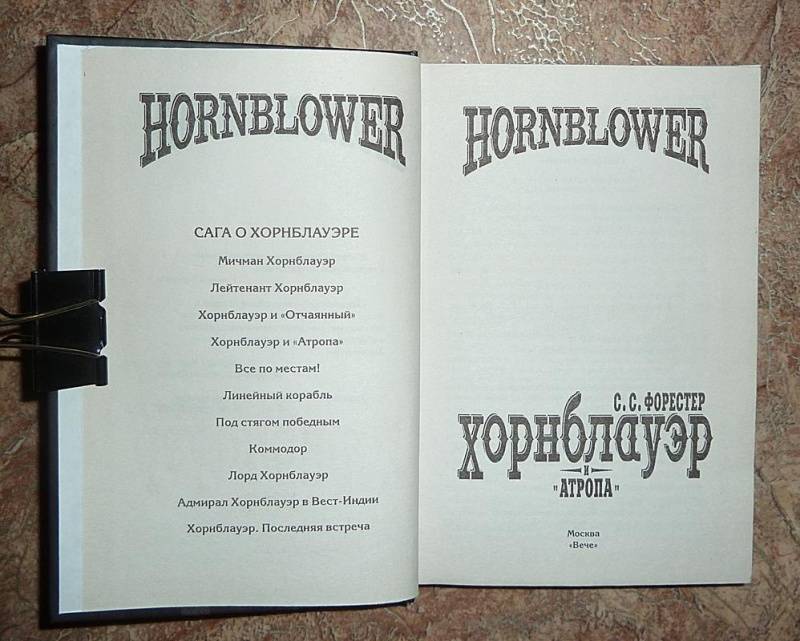 HORNBLOWER
САГА О ХОРНБЛАУЭРЕ
Мичман Хорнблауэр
Лейтенант Хорнблауэр
Хорнблауэр и «Отчаянный»
Хорнблауэр и «Атропа»
Все по местам!
Линейный корабль
Под стягом победным
Коммодор
Лорд Хорнблауэр
Адмирал Хорнблауэр в Вест-Индии
Хорнблауэр. Последняя встреча
HORNBLOWER
С. С. ФОРЕСТЕР
хорнблауэр
и
"АТРОПА"
Москва
«Вече»